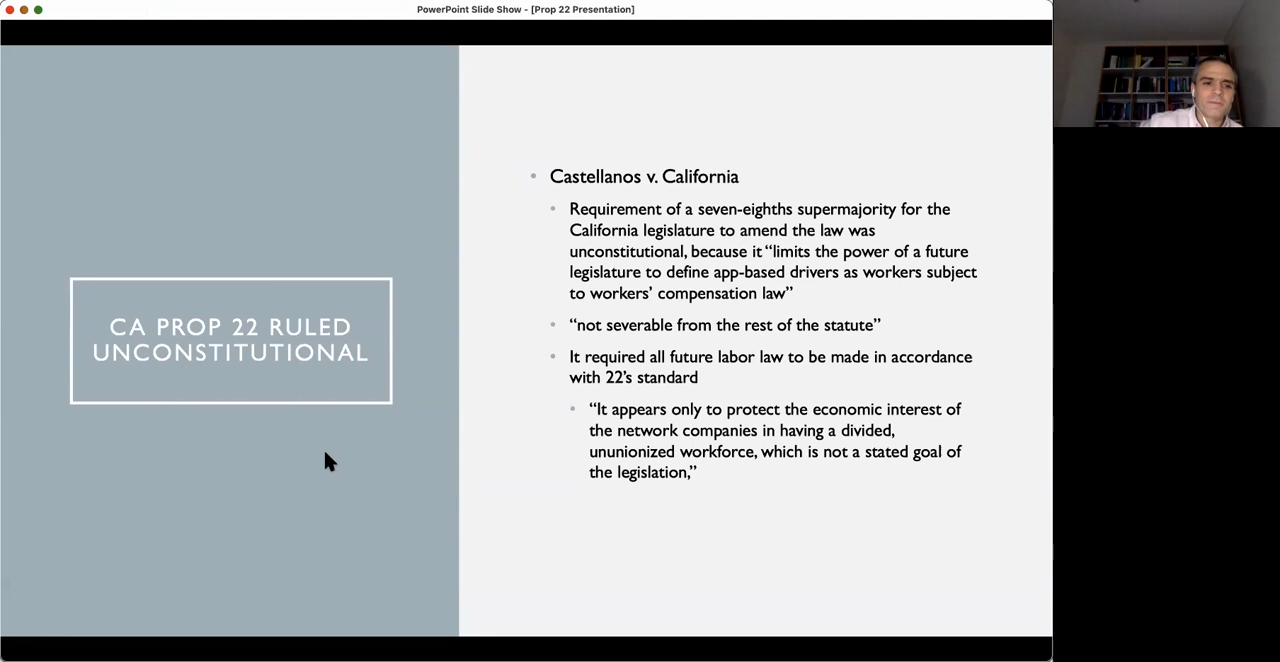 PowerPoint Slide Show - [Prop 22 Presentation]
CA PROP 22 RULED
UNCONSTITUTIONAL
• Castellanos v. California
• Requirement of a seven-eighths supermajority for the
California legislature to amend the law was
unconstitutional, because it “limits the power of a future
legislature to define app-based drivers as workers subject
to workers’ compensation law”
• “not severable from the rest of the statute”
• It required all future labor law to be made in accordance
with 22’s standard
• “It appears only to protect the economic interest of
the network companies in having a divided,
ununionized workforce, which is not a stated goal of
the legislation,”